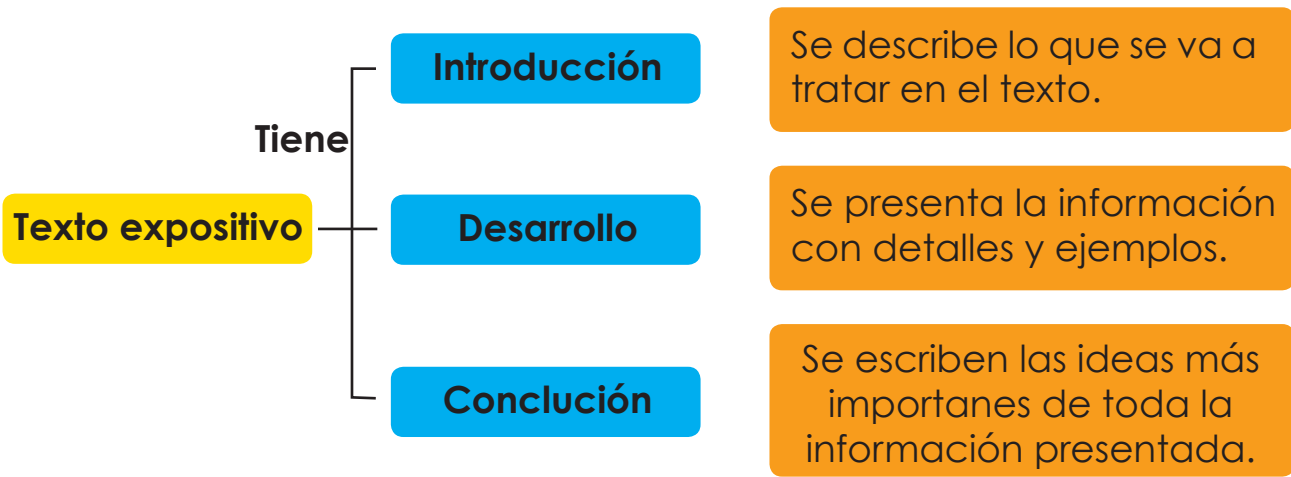 Introducción
Se describe lo que se va a
tratar en el texto.
Tiene
Texto expositivo
Desarrollo
Se presenta la información
con detalles y ejemplos.
Conclución
Se escriben las ideas más
importanes de toda la
información presentada.